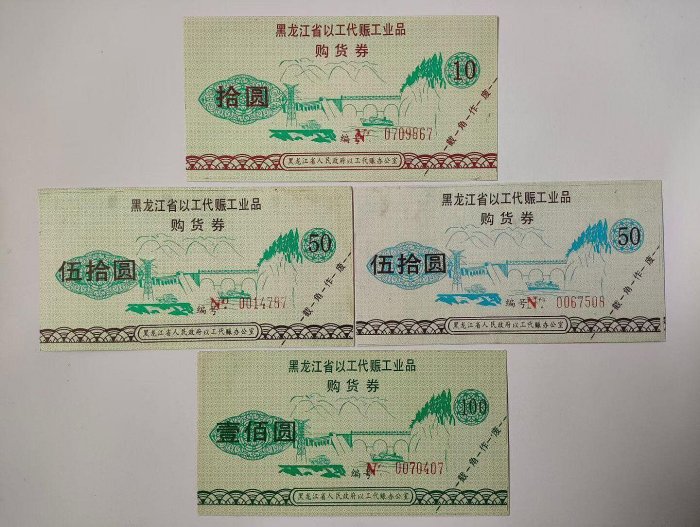 黑龙江省以工代赈工业品
购货券
10
拾圆
编号 № 0709867
截-角-作-废
黑龙江省人民政府以工代赈办公室
黑龙江省以工代赈工业品
购货券
50
伍拾圆
编号 № 0014797
截-角-作-废
黑龙江省人民政府以工代赈办公室
黑龙江省以工代赈工业品
购货券
50
伍拾圆
编号 № 0067508
截-角-作-废
黑龙江省人民政府以工代赈办公室
黑龙江省以工代赈工业品
购货券
100
壹佰圆
编号 № 0070407
截-角-作-废
黑龙江省人民政府以工代赈办公室